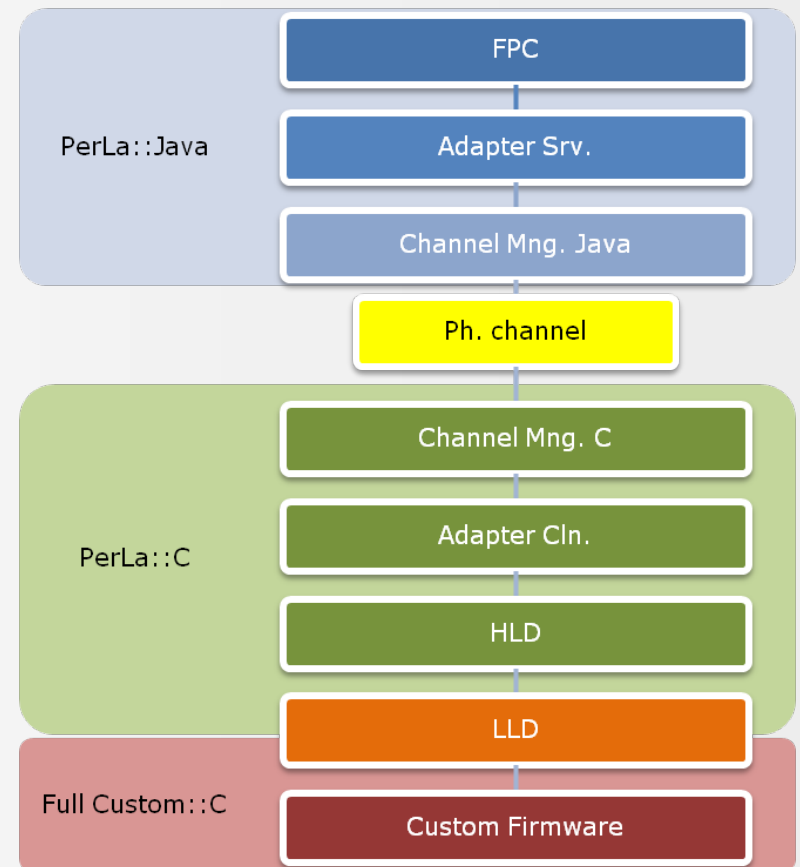 FPC
PerLa::Java
Adapter Srv.
Channel Mng. Java
Ph. channel
Channel Mng. C
Adapter Cln.
PerLa::C
HLD
LLD
Full Custom::C
Custom Firmware